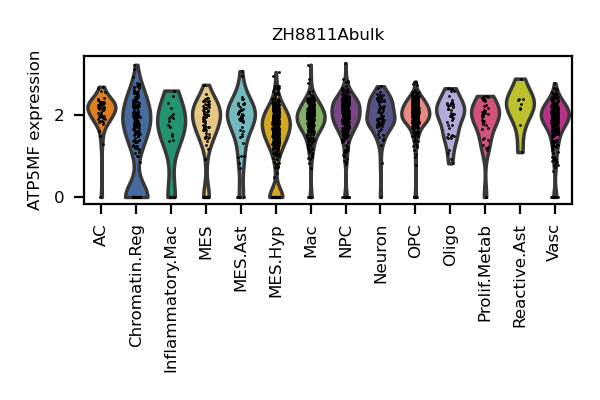 ZH8811Abulk
ATP5MF expression
2
0
AC
Chromatin.Reg
Inflammatory.Mac
MES
MES.Ast
MES.Hyp
Mac
NPC
Neuron
OPC
Oligo
Prolif.Metab
Reactive.Ast
Vasc